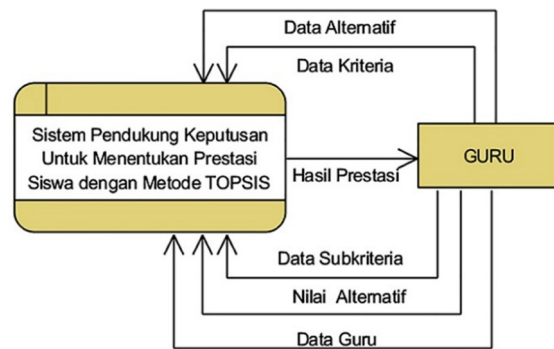 Data Alternatif
Data Kriteria
Sistem Pendukung Keputusan
Untuk Menentukan Prestasi
Siswa dengan Metode TOPSIS
GURU
Hasil Prestasi
Data Subkriteria
Nilai Alternatif
Data Guru